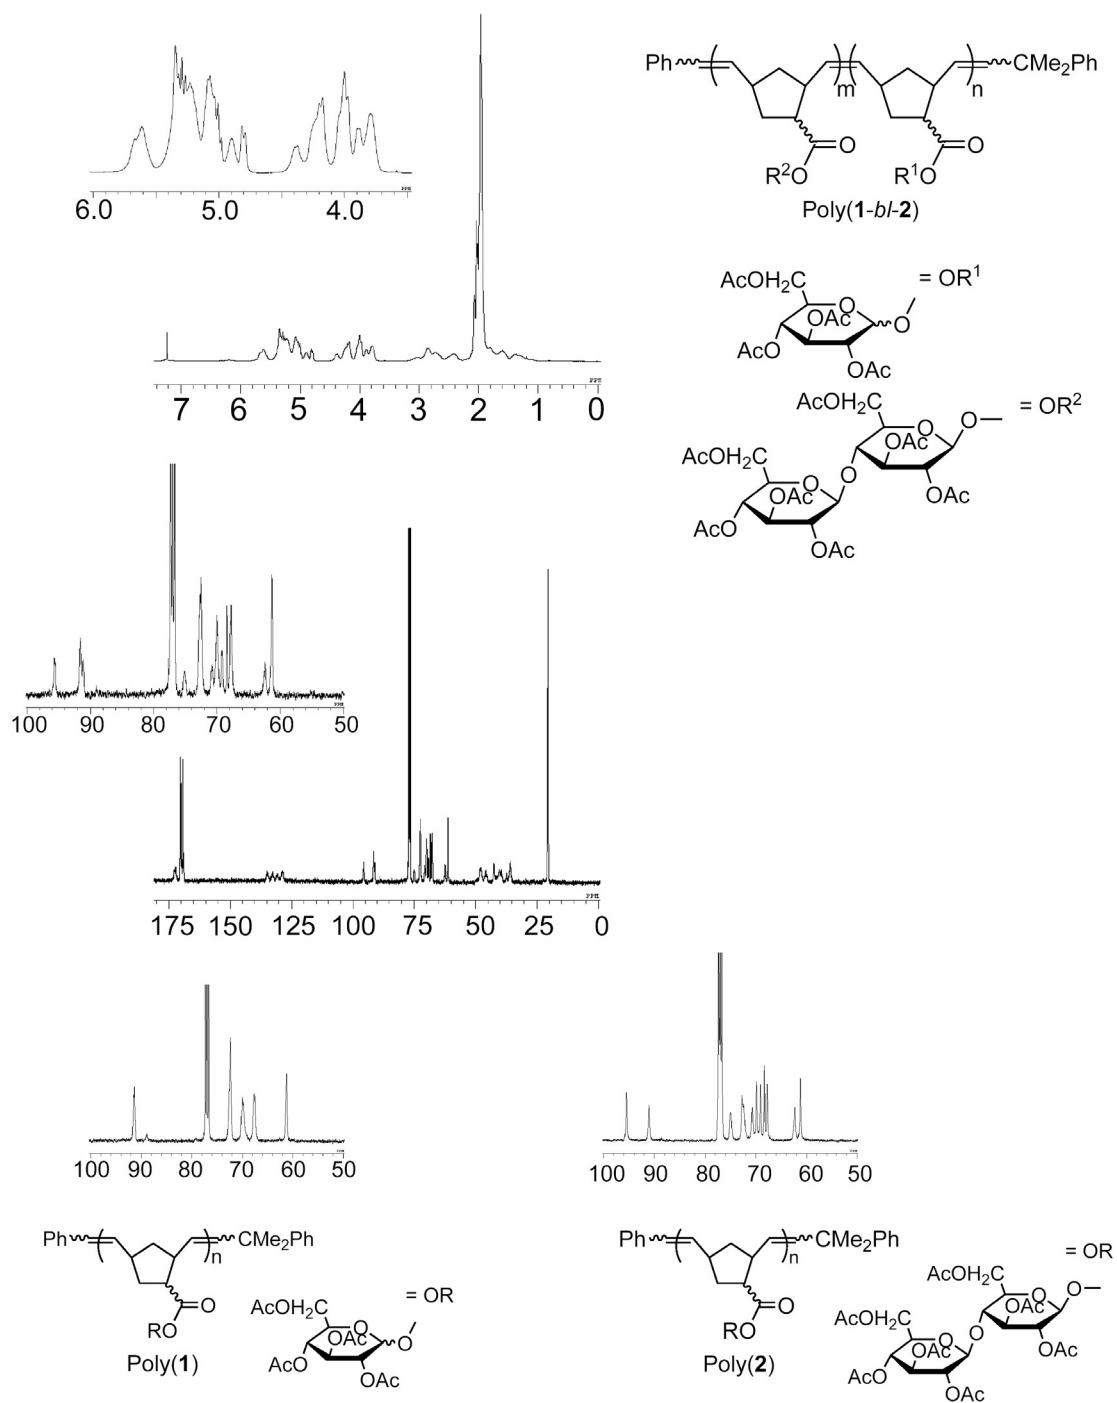 6.0 5.0 4.0
PPM
7 6 5 4 3 2 1 0
PPM
Ph m n CMe2Ph
O O
R²O R¹O
Poly(1-bl-2)
AcOH2C O = OR¹
OAc O
AcO OAc
AcOH2C O O = OR²
OAc
AcOH2C O O OAc
OAc
AcO OAc
100 90 80 70 60 50
PPM
175 150 125 100 75 50 25 0
PPM
100 90 80 70 60 50
100 90 80 70 60 50
Ph n CMe2Ph
O
RO
Poly(1)
= OR
AcOH2C O
OAc O
AcO OAc
Ph n CMe2Ph
O
RO
Poly(2)
= OR
AcOH2C O O
OAc
AcOH2C O O OAc
OAc
AcO OAc